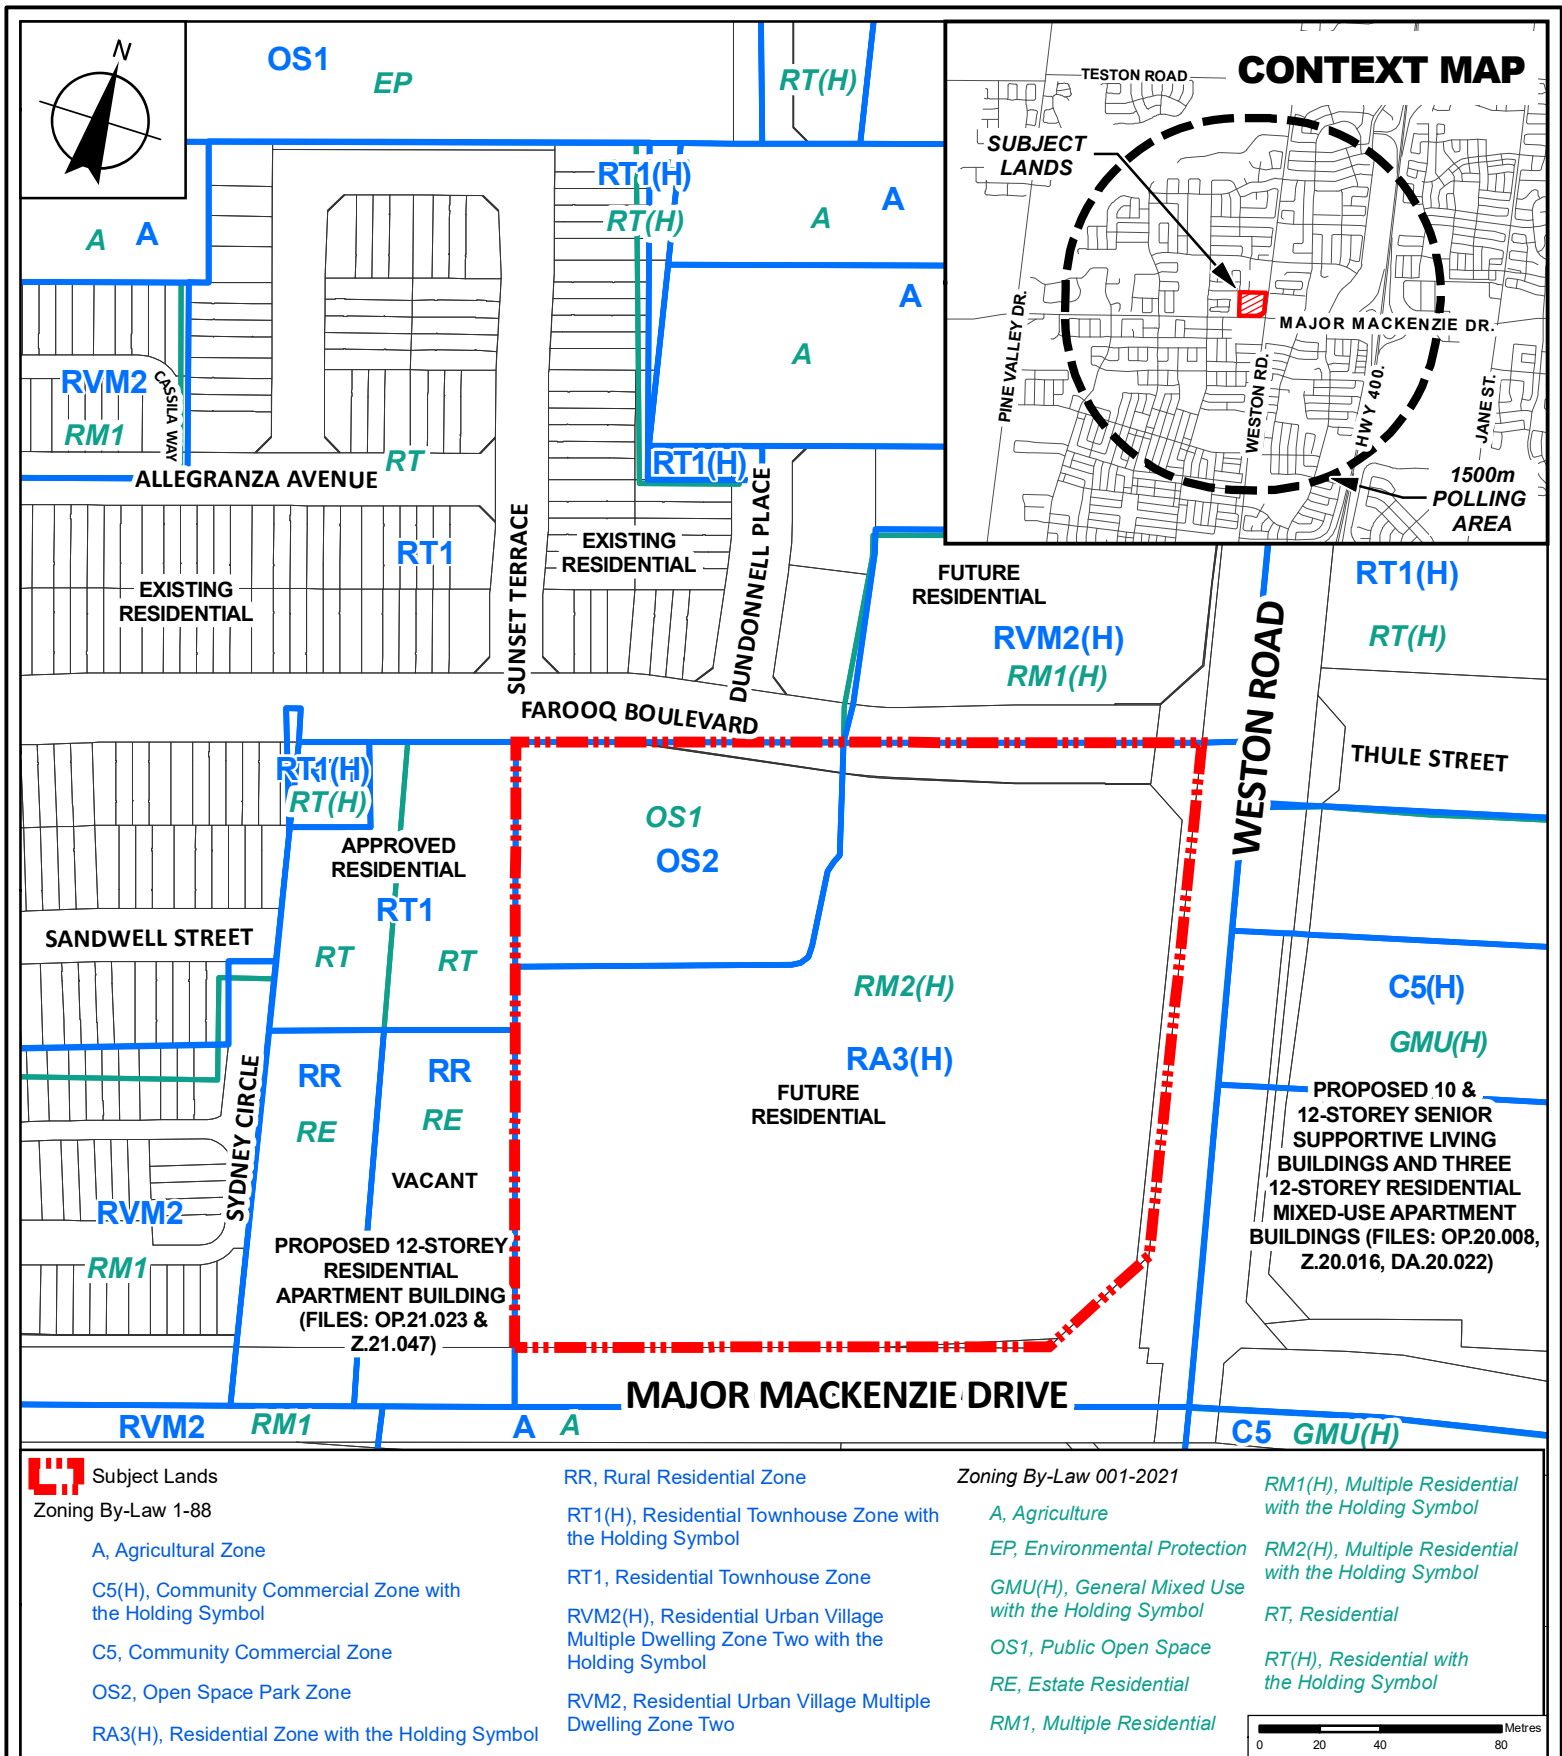 N
OS1
EP
RT(H)
CONTEXT MAP
TESTON ROAD
SUBJECT
LANDS
PINE VALLEY DR.
MAJOR MACKENZIE DR.
WESTON RD.
HWY 400.
JANE ST.
1500m
POLLING
AREA
RT1(H)
RT(H)
A
A
A
A
A
A
RVM2
RM1
CASSILA WAY
ALLEGRANZA AVENUE
RT
RT1(H)
RT1
EXISTING
RESIDENTIAL
SUNSET TERRACE
EXISTING
RESIDENTIAL
DUNDONNELL PLACE
FUTURE
RESIDENTIAL
RVM2(H)
RM1(H)
WESTON ROAD
RT1(H)
RT(H)
FAROOQ BOULEVARD
THULE STREET
RT1(H)
RT(H)
APPROVED
RESIDENTIAL
RT1
RT
RT
OS1
OS2
SANDWELL STREET
RM2(H)
RA3(H)
FUTURE
RESIDENTIAL
C5(H)
GMU(H)
PROPOSED 10 &
12-STOREY SENIOR
SUPPORTIVE LIVING
BUILDINGS AND THREE
12-STOREY RESIDENTIAL
MIXED-USE APARTMENT
BUILDINGS (FILES: OP.20.008,
Z.20.016, DA.20.022)
SYDNEY CIRCLE
RR
RE
RR
RE
VACANT
RVM2
RM1
PROPOSED 12-STOREY
RESIDENTIAL
APARTMENT BUILDING
(FILES: OP.21.023 &
Z.21.047)
MAJOR MACKENZIE DRIVE
RVM2
RM1
A
A
C5
GMU(H)
Subject Lands
Zoning By-Law 1-88
A, Agricultural Zone
C5(H), Community Commercial Zone with
the Holding Symbol
C5, Community Commercial Zone
OS2, Open Space Park Zone
RA3(H), Residential Zone with the Holding Symbol
RR, Rural Residential Zone
RT1(H), Residential Townhouse Zone with
the Holding Symbol
RT1, Residential Townhouse Zone
RVM2(H), Residential Urban Village
Multiple Dwelling Zone Two with the
Holding Symbol
RVM2, Residential Urban Village Multiple
Dwelling Zone Two
Zoning By-Law 001-2021
A, Agriculture
EP, Environmental Protection
GMU(H), General Mixed Use
with the Holding Symbol
OS1, Public Open Space
RE, Estate Residential
RM1, Multiple Residential
RM1(H), Multiple Residential
with the Holding Symbol
RM2(H), Multiple Residential
with the Holding Symbol
RT, Residential
RT(H), Residential with
the Holding Symbol
Metres
0 20 40 80